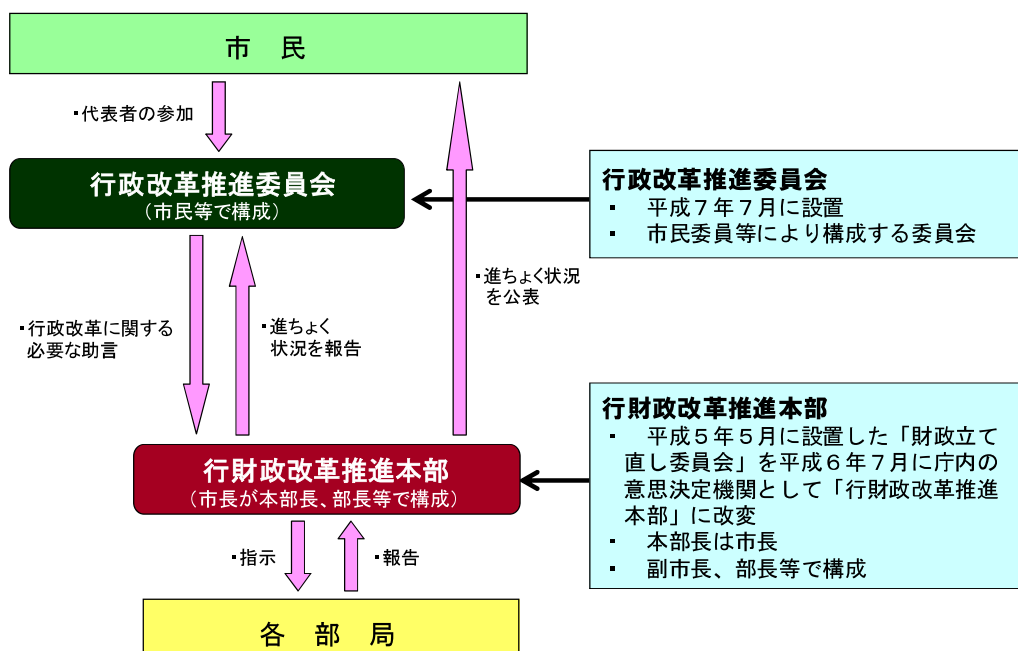 市　民
・代表者の参加
行政改革推進委員会
（市民等で構成）
行政改革推進委員会
・　平成７年７月に設置
・　市民委員等により構成する委員会
・進ちょく状況
を公表
・行政改革に関する
必要な助言
・進ちょく
状況を報告
行財政改革推進本部
（市長が本部長、部長等で構成）
行財政改革推進本部
・　平成５年５月に設置した「財政立て
直し委員会」を平成６年７月に庁内の
意思決定機関として「行財政改革推進
本部」に改変
・　本部長は市長
・　副市長、部長等で構成
・指示
・報告
各　部　局